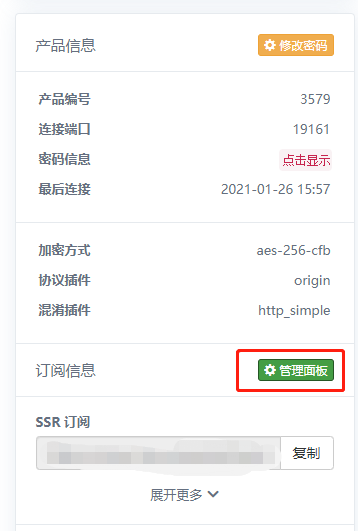 产品信息 修改密码
产品编号 3579
连接端口 19161
密码信息 点击显示
最后连接 2021-01-26 15:57
加密方式 aes-256-cfb
协议插件 origin
混淆插件 http_simple
订阅信息 管理面板
SSR 订阅
复制
展开更多